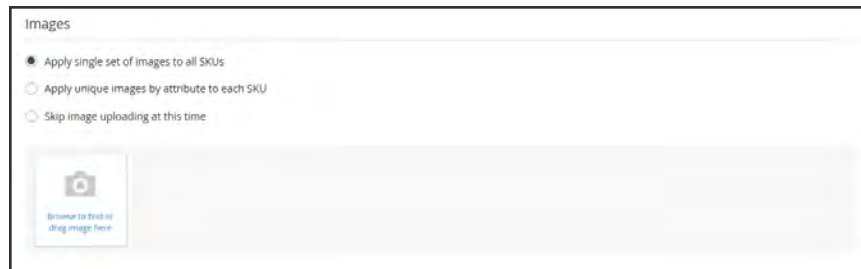 Images
Apply single set of images to all SKUs
Apply unique images by attribute to each SKU
Skip image uploading at this time
Browse to find or
drag image here